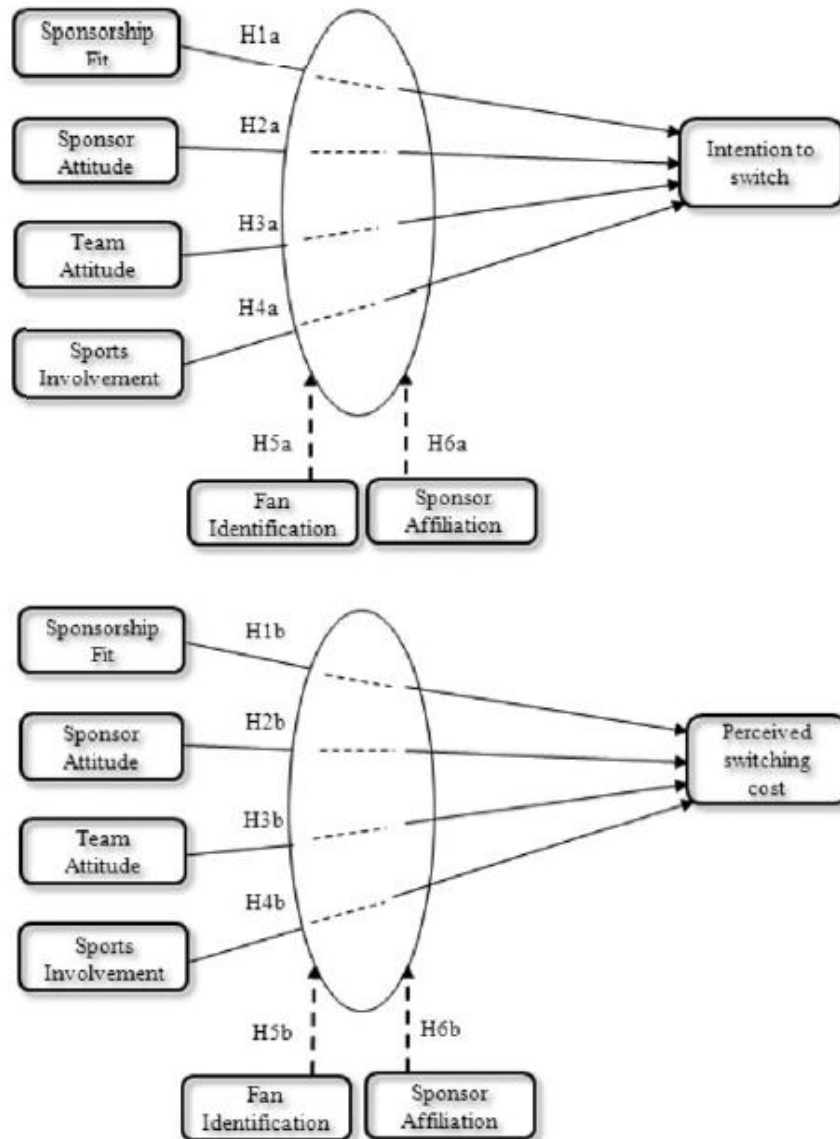 Sponsorship
Fit
H1a
Sponsor
Attitude
H2a
Team
Attitude
H3a
Sports
Involvement
H4a
Intention to
switch
H5a
H6a
Fan
Identification
Sponsor
Affiliation
Sponsorship
Fit
H1b
Sponsor
Attitude
H2b
Team
Attitude
H3b
Sports
Involvement
H4b
Perceived
switching
cost
H5b
H6b
Fan
Identification
Sponsor
Affiliation